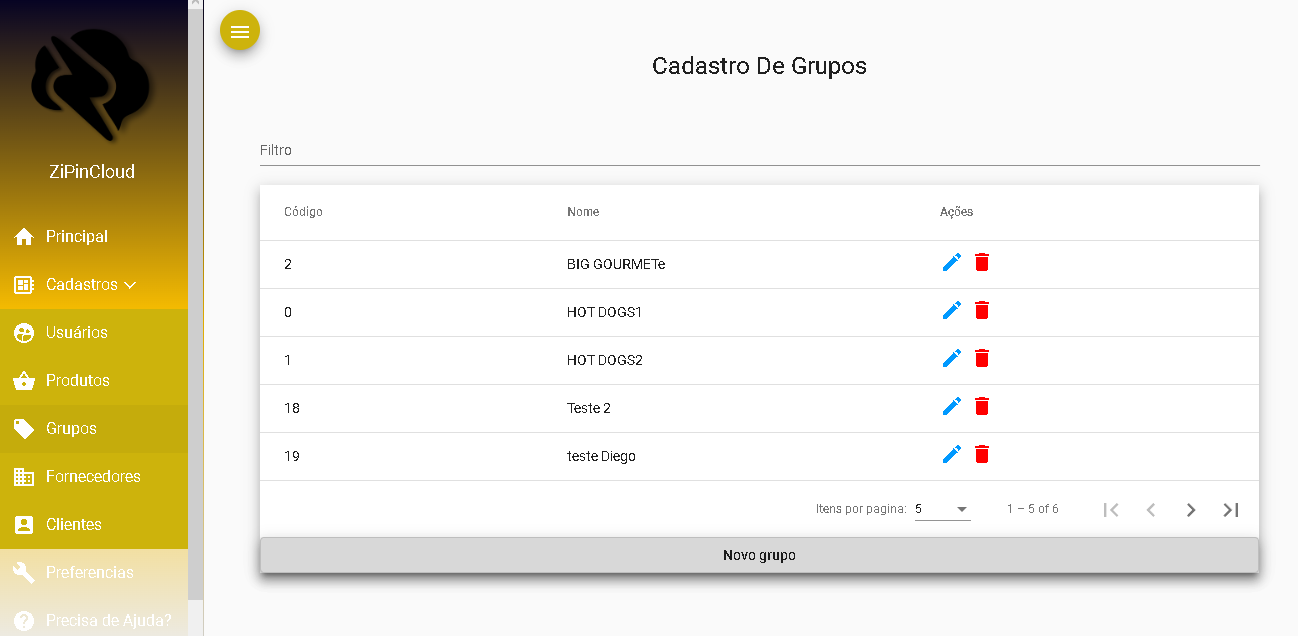 ZiPinCloud
Principal
Cadastros
Usuários
Produtos
Grupos
Fornecedores
Clientes
Preferencias
Precisa de Ajuda?
Cadastro De Grupos
Filtro
Código Nome Ações
2 BIG GOURMETe
0 HOT DOGS1
1 HOT DOGS2
18 Teste 2
19 teste Diego
Itens por pagina: 5 1 – 5 of 6
Novo grupo